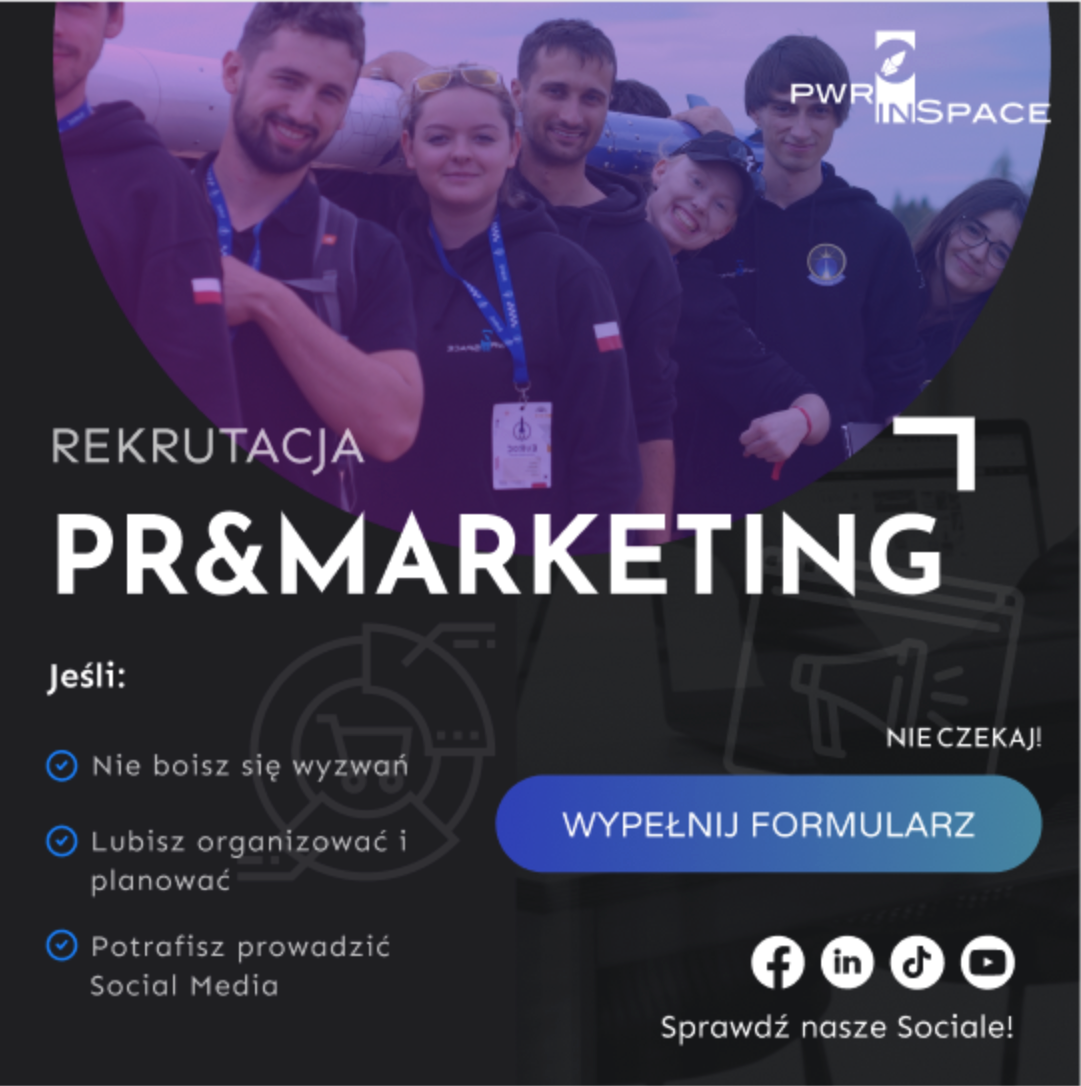 PWR INSPACE
REKRUTACJA
PR&MARKETING
Jeśli:
Nie boisz się wyzwań
Lubisz organizować i
planować
Potrafisz prowadzić
Social Media
NIE CZEKAJ!
WYPEŁNIJ FORMULARZ
in
Sprawdź nasze Sociale!